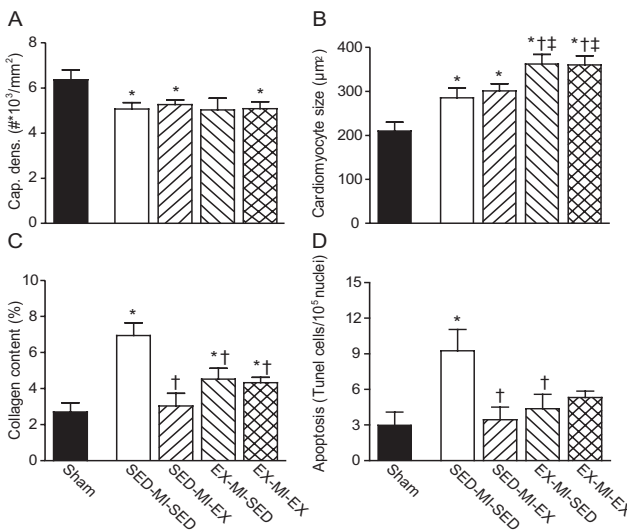 A
Cap. dens. (#*10³/mm²)
8
6
4
2
0
*
*
*
B
Cardiomyocyte size (µm²)
400
300
200
100
0
*
*
*†‡
*†‡
C
Collagen content (%)
10
8
6
4
2
0
*
†
*†
*†
Sham
SED-MI-SED
SED-MI-EX
EX-MI-SED
EX-MI-EX
D
Apoptosis (Tunel cells/10⁵ nuclei)
15
12
9
6
3
0
*
†
†
Sham
SED-MI-SED
SED-MI-EX
EX-MI-SED
EX-MI-EX